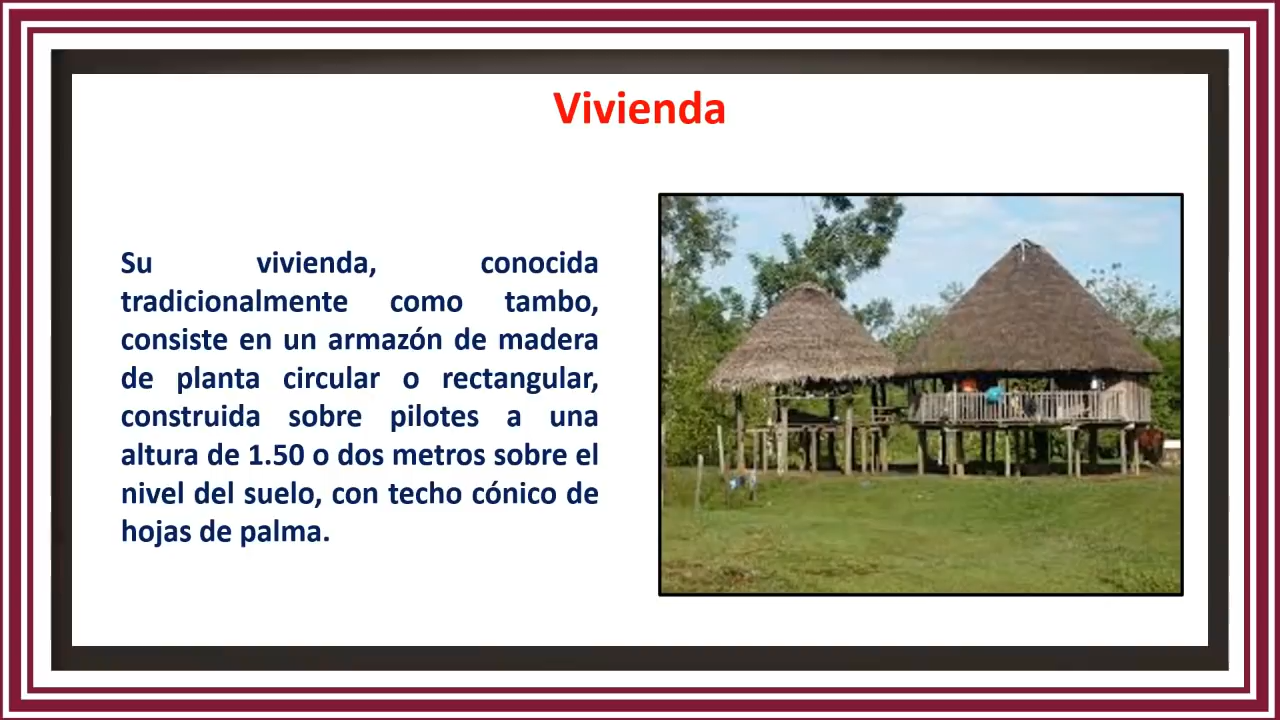 Vivienda
Su vivienda, conocida
tradicionalmente como tambo,
consiste en un armazón de madera
de planta circular o rectangular,
construida sobre pilotes a una
altura de 1.50 o dos metros sobre el
nivel del suelo, con techo cónico de
hojas de palma.